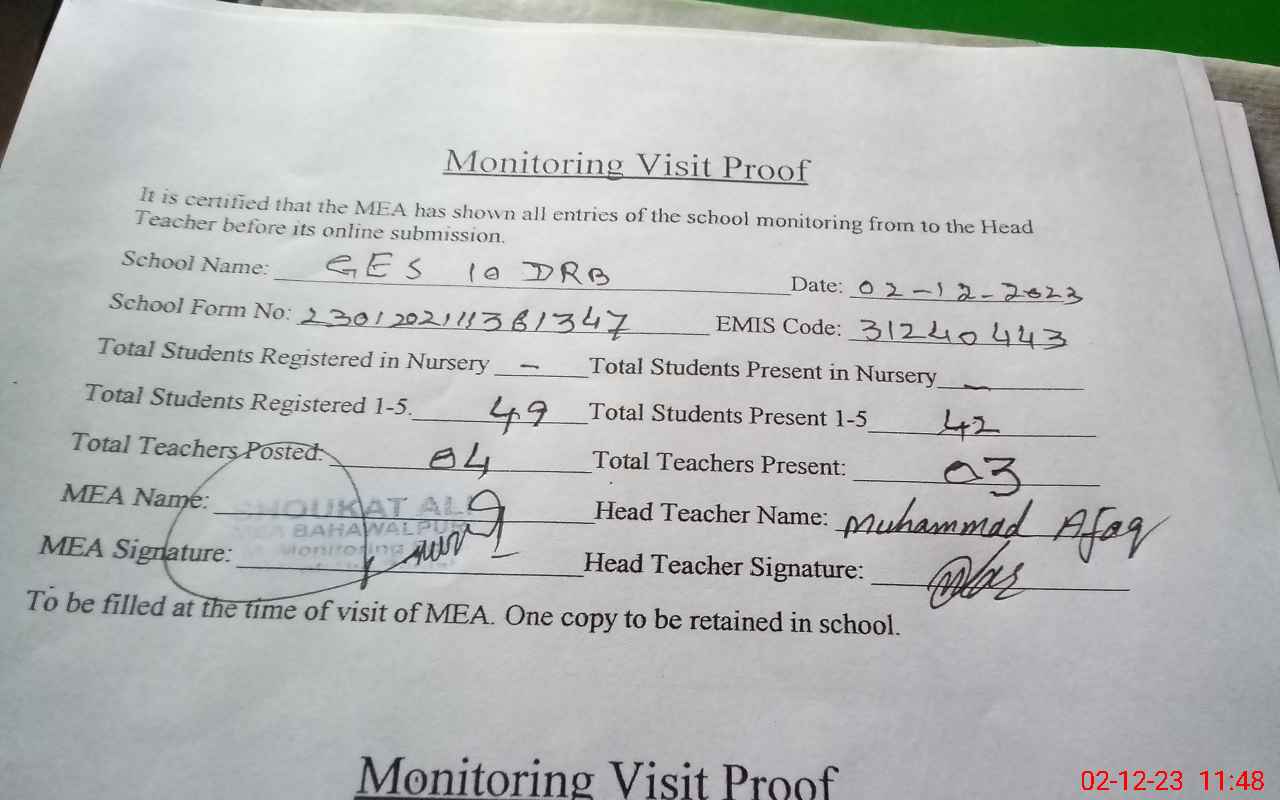 Monitoring Visit Proof
It is certified that the MEA has shown all entries of the school monitoring from to the Head
Teacher before its online submission.
School Name: GES 10 DRB Date: 02-12-2023
School Form No: 230120211381347 EMIS Code: 31240443
Total Students Registered in Nursery — Total Students Present in Nursery —
Total Students Registered 1-5. 49 Total Students Present 1-5 42
Total Teachers Posted: 04 Total Teachers Present: 03
MEA Name: SHOUKAT ALI Head Teacher Name: Muhammad Afaq
BAHAWALPUR
Monitoring
MEA Signature: Head Teacher Signature:
To be filled at the time of visit of MEA. One copy to be retained in school.
Monitoring Visit Proof
02-12-23 11:48